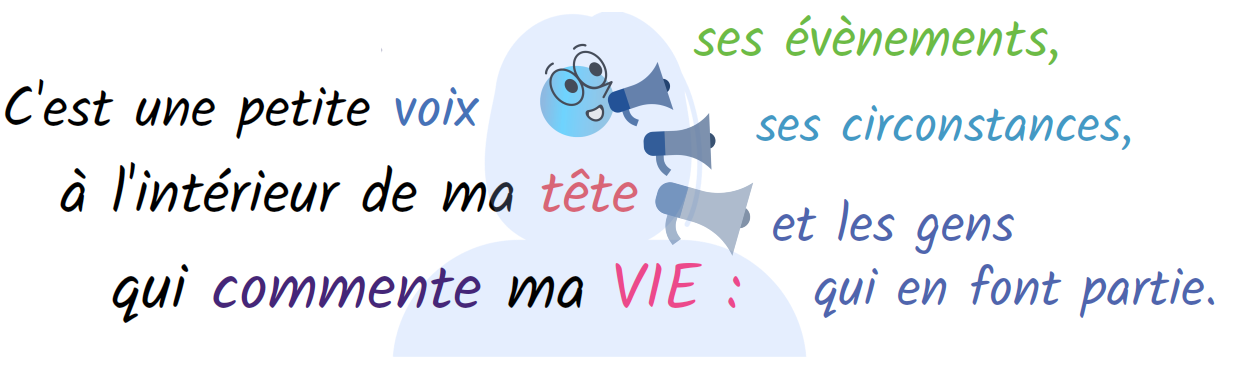 C'est une petite voix
à l'intérieur de ma tête
qui commente ma VIE :
ses évènements,
ses circonstances,
et les gens
qui en font partie.